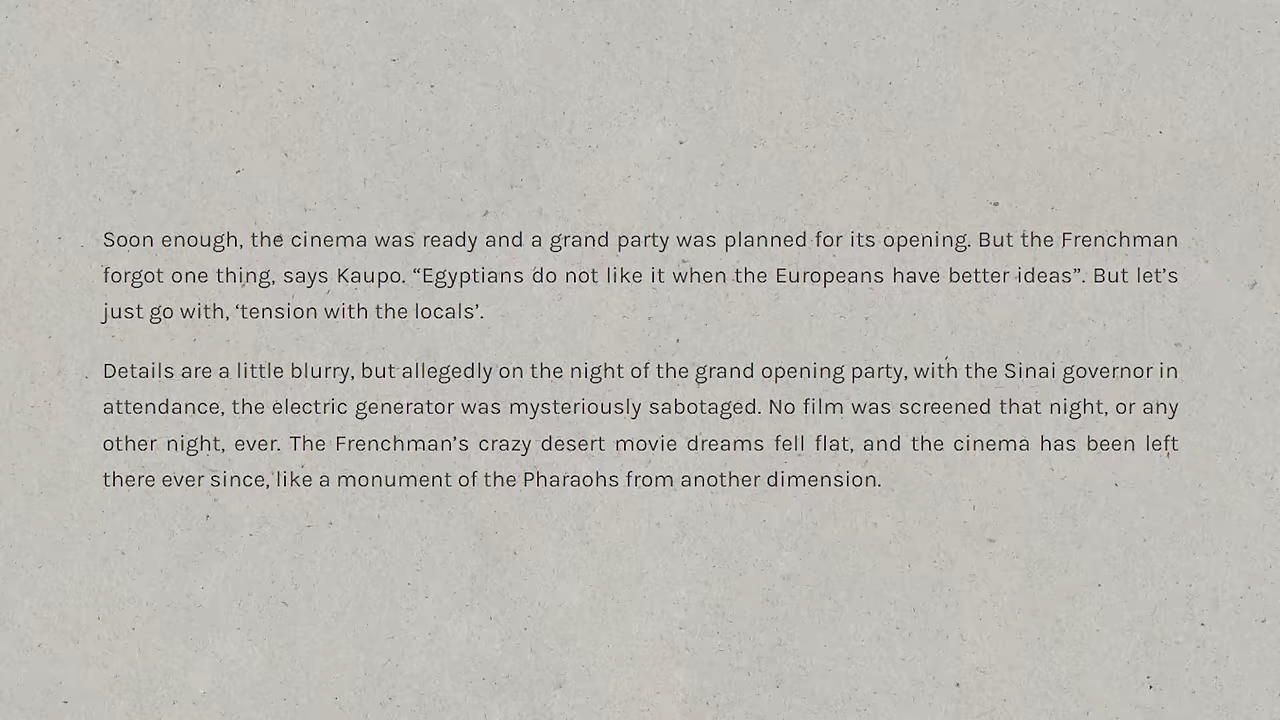 Soon enough, the cinema was ready and a grand party was planned for its opening. But the Frenchman
forgot one thing, says Kaupo. “Egyptians do not like it when the Europeans have better ideas”. But let’s
just go with, ‘tension with the locals’.
Details are a little blurry, but allegedly on the night of the grand opening party, with the Sinai governor in
attendance, the electric generator was mysteriously sabotaged. No film was screened that night, or any
other night, ever. The Frenchman’s crazy desert movie dreams fell flat, and the cinema has been left
there ever since, like a monument of the Pharaohs from another dimension.